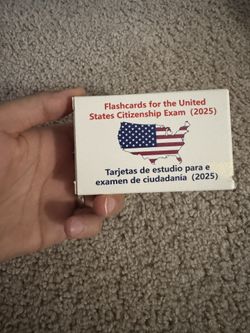 Flashcards for the United
States Citizenship Exam (2025)
Tarjetas de estudio para e
examen de ciudadania (2025)